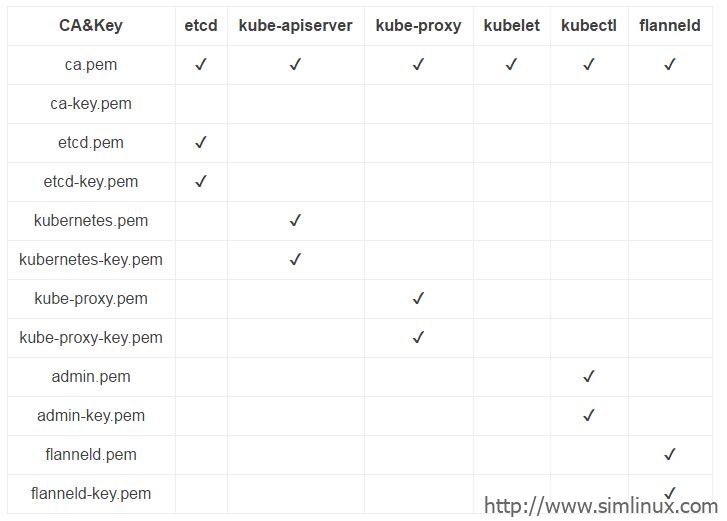 CA&Key etcd kube-apiserver kube-proxy kubelet kubectl flanneld
ca.pem ✓ ✓ ✓ ✓ ✓ ✓
ca-key.pem
etcd.pem ✓
etcd-key.pem ✓
kubernetes.pem ✓
kubernetes-key.pem ✓
kube-proxy.pem ✓
kube-proxy-key.pem ✓
admin.pem ✓
admin-key.pem ✓
flanneld.pem ✓
flanneld-key.pem ✓
http://www.simlinux.com